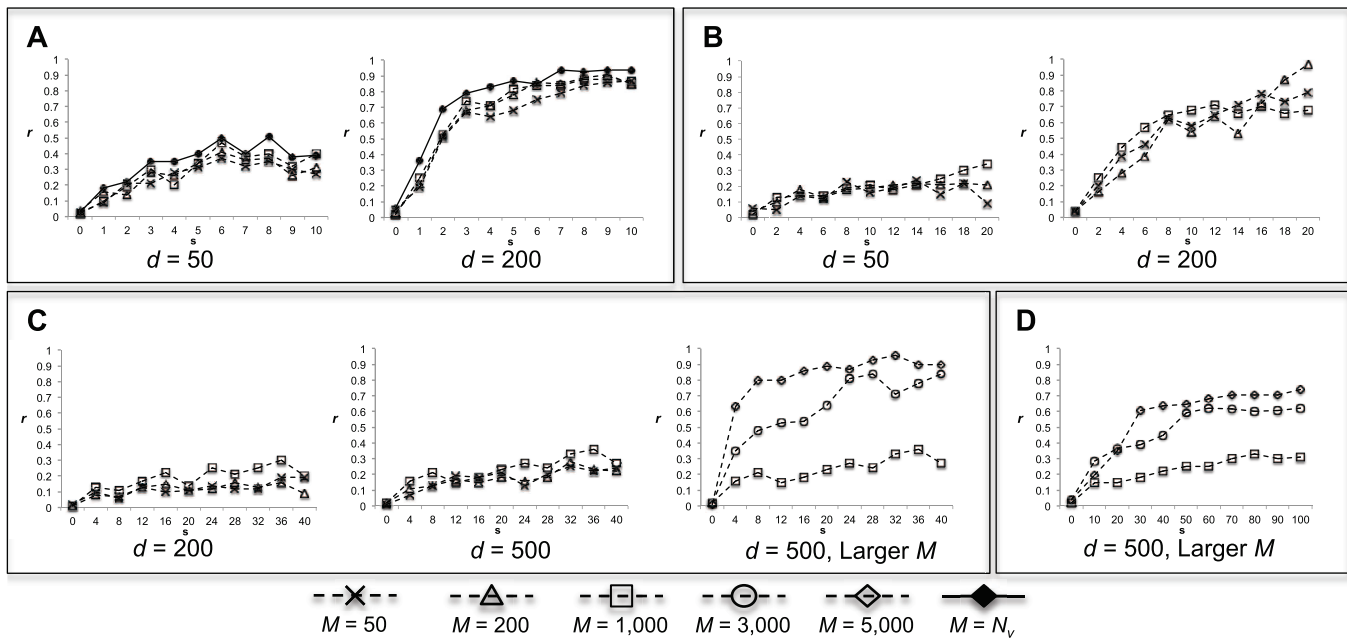 A
1
0.9
0.8
0.7
0.6
0.5
0.4
0.3
0.2
0.1
0
r
0 1 2 3 4 5 6 7 8 9 10
s
d = 50
1
0.9
0.8
0.7
0.6
0.5
0.4
0.3
0.2
0.1
0
r
0 1 2 3 4 5 6 7 8 9 10
s
d = 200
B
1
0.9
0.8
0.7
0.6
0.5
0.4
0.3
0.2
0.1
0
r
0 2 4 6 8 10 12 14 16 18 20
s
d = 50
1
0.9
0.8
0.7
0.6
0.5
0.4
0.3
0.2
0.1
0
r
0 2 4 6 8 10 12 14 16 18 20
s
d = 200
C
1
0.9
0.8
0.7
0.6
0.5
0.4
0.3
0.2
0.1
0
r
0 4 8 12 16 20 24 28 32 36 40
s
d = 200
1
0.9
0.8
0.7
0.6
0.5
0.4
0.3
0.2
0.1
0
r
0 4 8 12 16 20 24 28 32 36 40
s
d = 500
1
0.9
0.8
0.7
0.6
0.5
0.4
0.3
0.2
0.1
0
r
0 4 8 12 16 20 24 28 32 36 40
s
d = 500, Larger M
D
1
0.9
0.8
0.7
0.6
0.5
0.4
0.3
0.2
0.1
0
r
0 10 20 30 40 50 60 70 80 90 100
s
d = 500, Larger M
M = 50 M = 200 M = 1,000 M = 3,000 M = 5,000 M = Nv